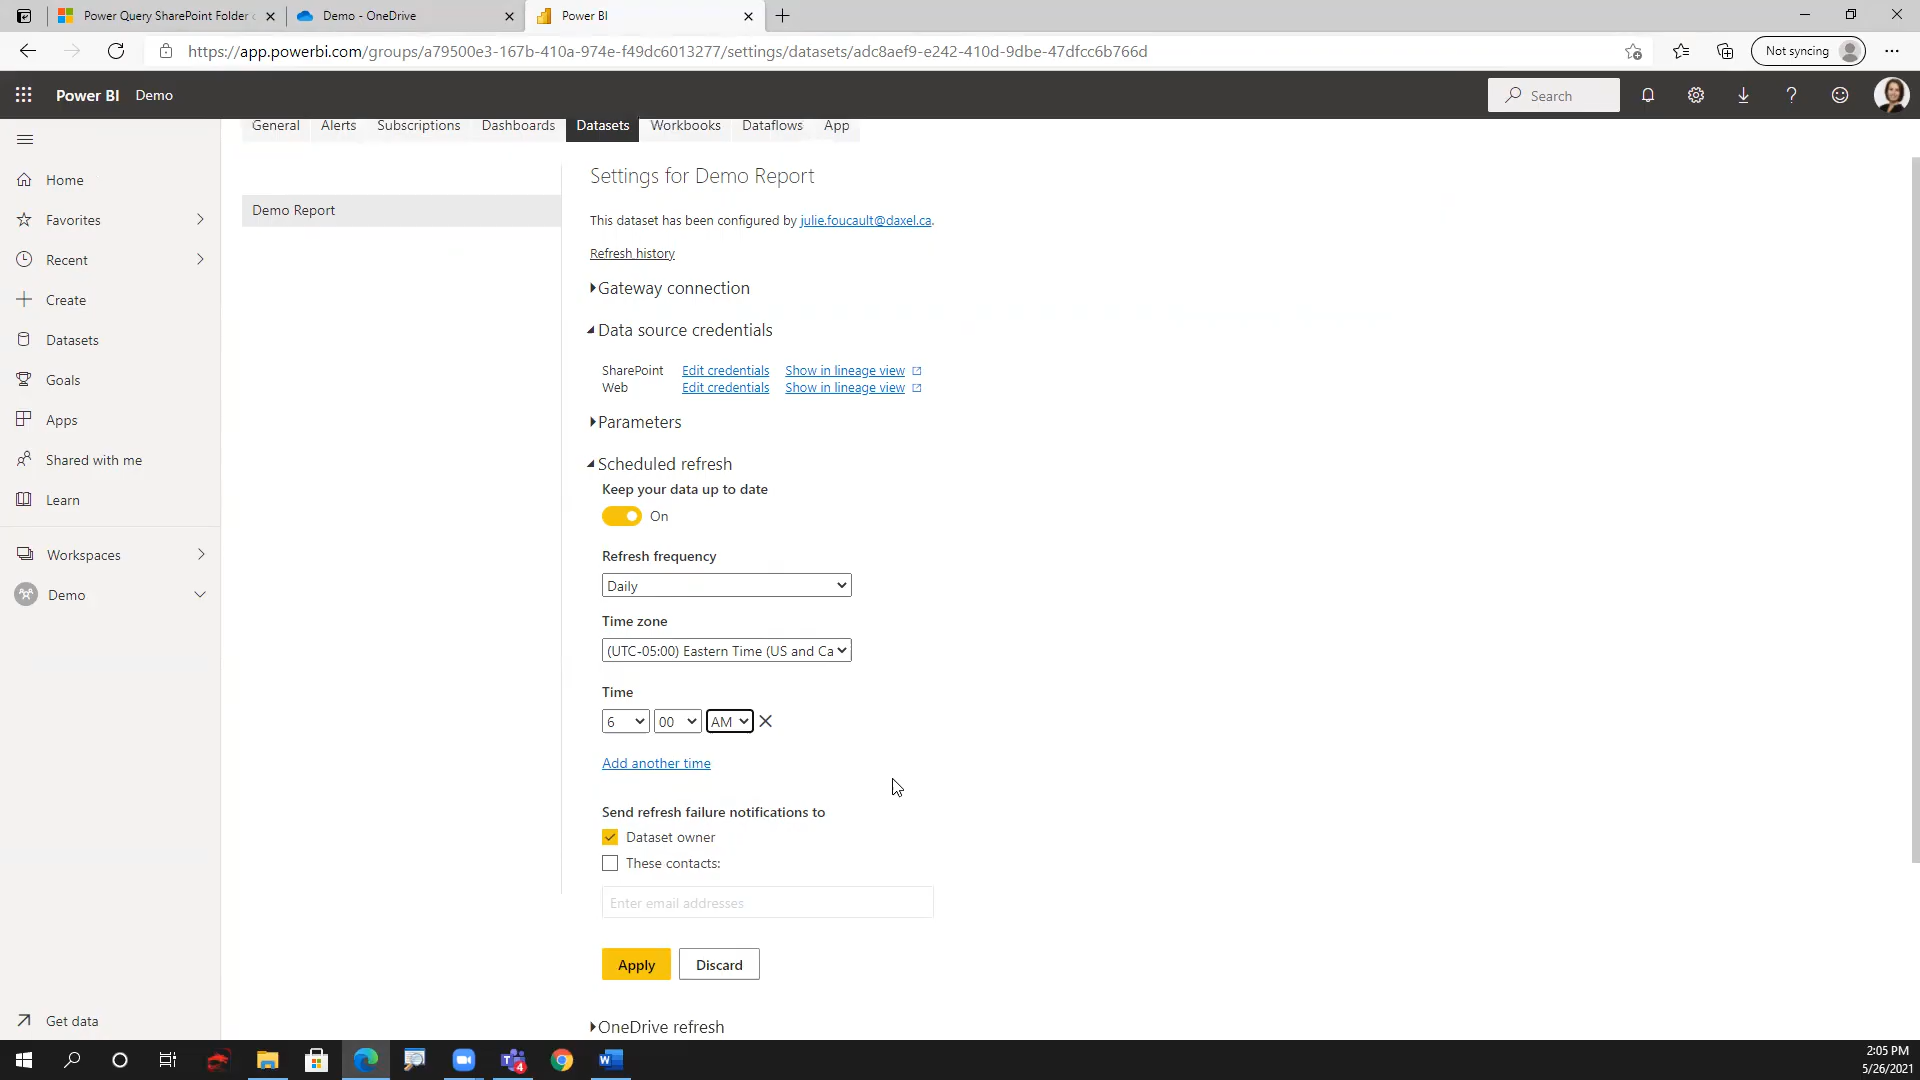 Power Query SharePoint Folder
Demo - OneDrive
Power BI
https://app.powerbi.com/groups/a79500e3-167b-410a-974e-f49dc6013277/settings/datasets/adc8aef9-e242-410d-9dbe-47dfcc6b766d
Not syncing
Power BI Demo
Search
General Alerts Subscriptions Dashboards Datasets Workbooks Dataflows App
Home
Favorites
Recent
Create
Datasets
Goals
Apps
Shared with me
Learn
Workspaces
Demo
Get data
Demo Report
Settings for Demo Report
This dataset has been configured by julie.foucault@daxel.ca.
Refresh history
Gateway connection
Data source credentials
SharePoint Edit credentials Show in lineage view
Web Edit credentials Show in lineage view
Parameters
Scheduled refresh
Keep your data up to date
On
Refresh frequency
Daily
Time zone
(UTC-05:00) Eastern Time (US and Ca
Time
6 00 AM
Add another time
Send refresh failure notifications to
Dataset owner
These contacts:
Enter email addresses
Apply Discard
OneDrive refresh
4
2:05 PM
5/26/2021